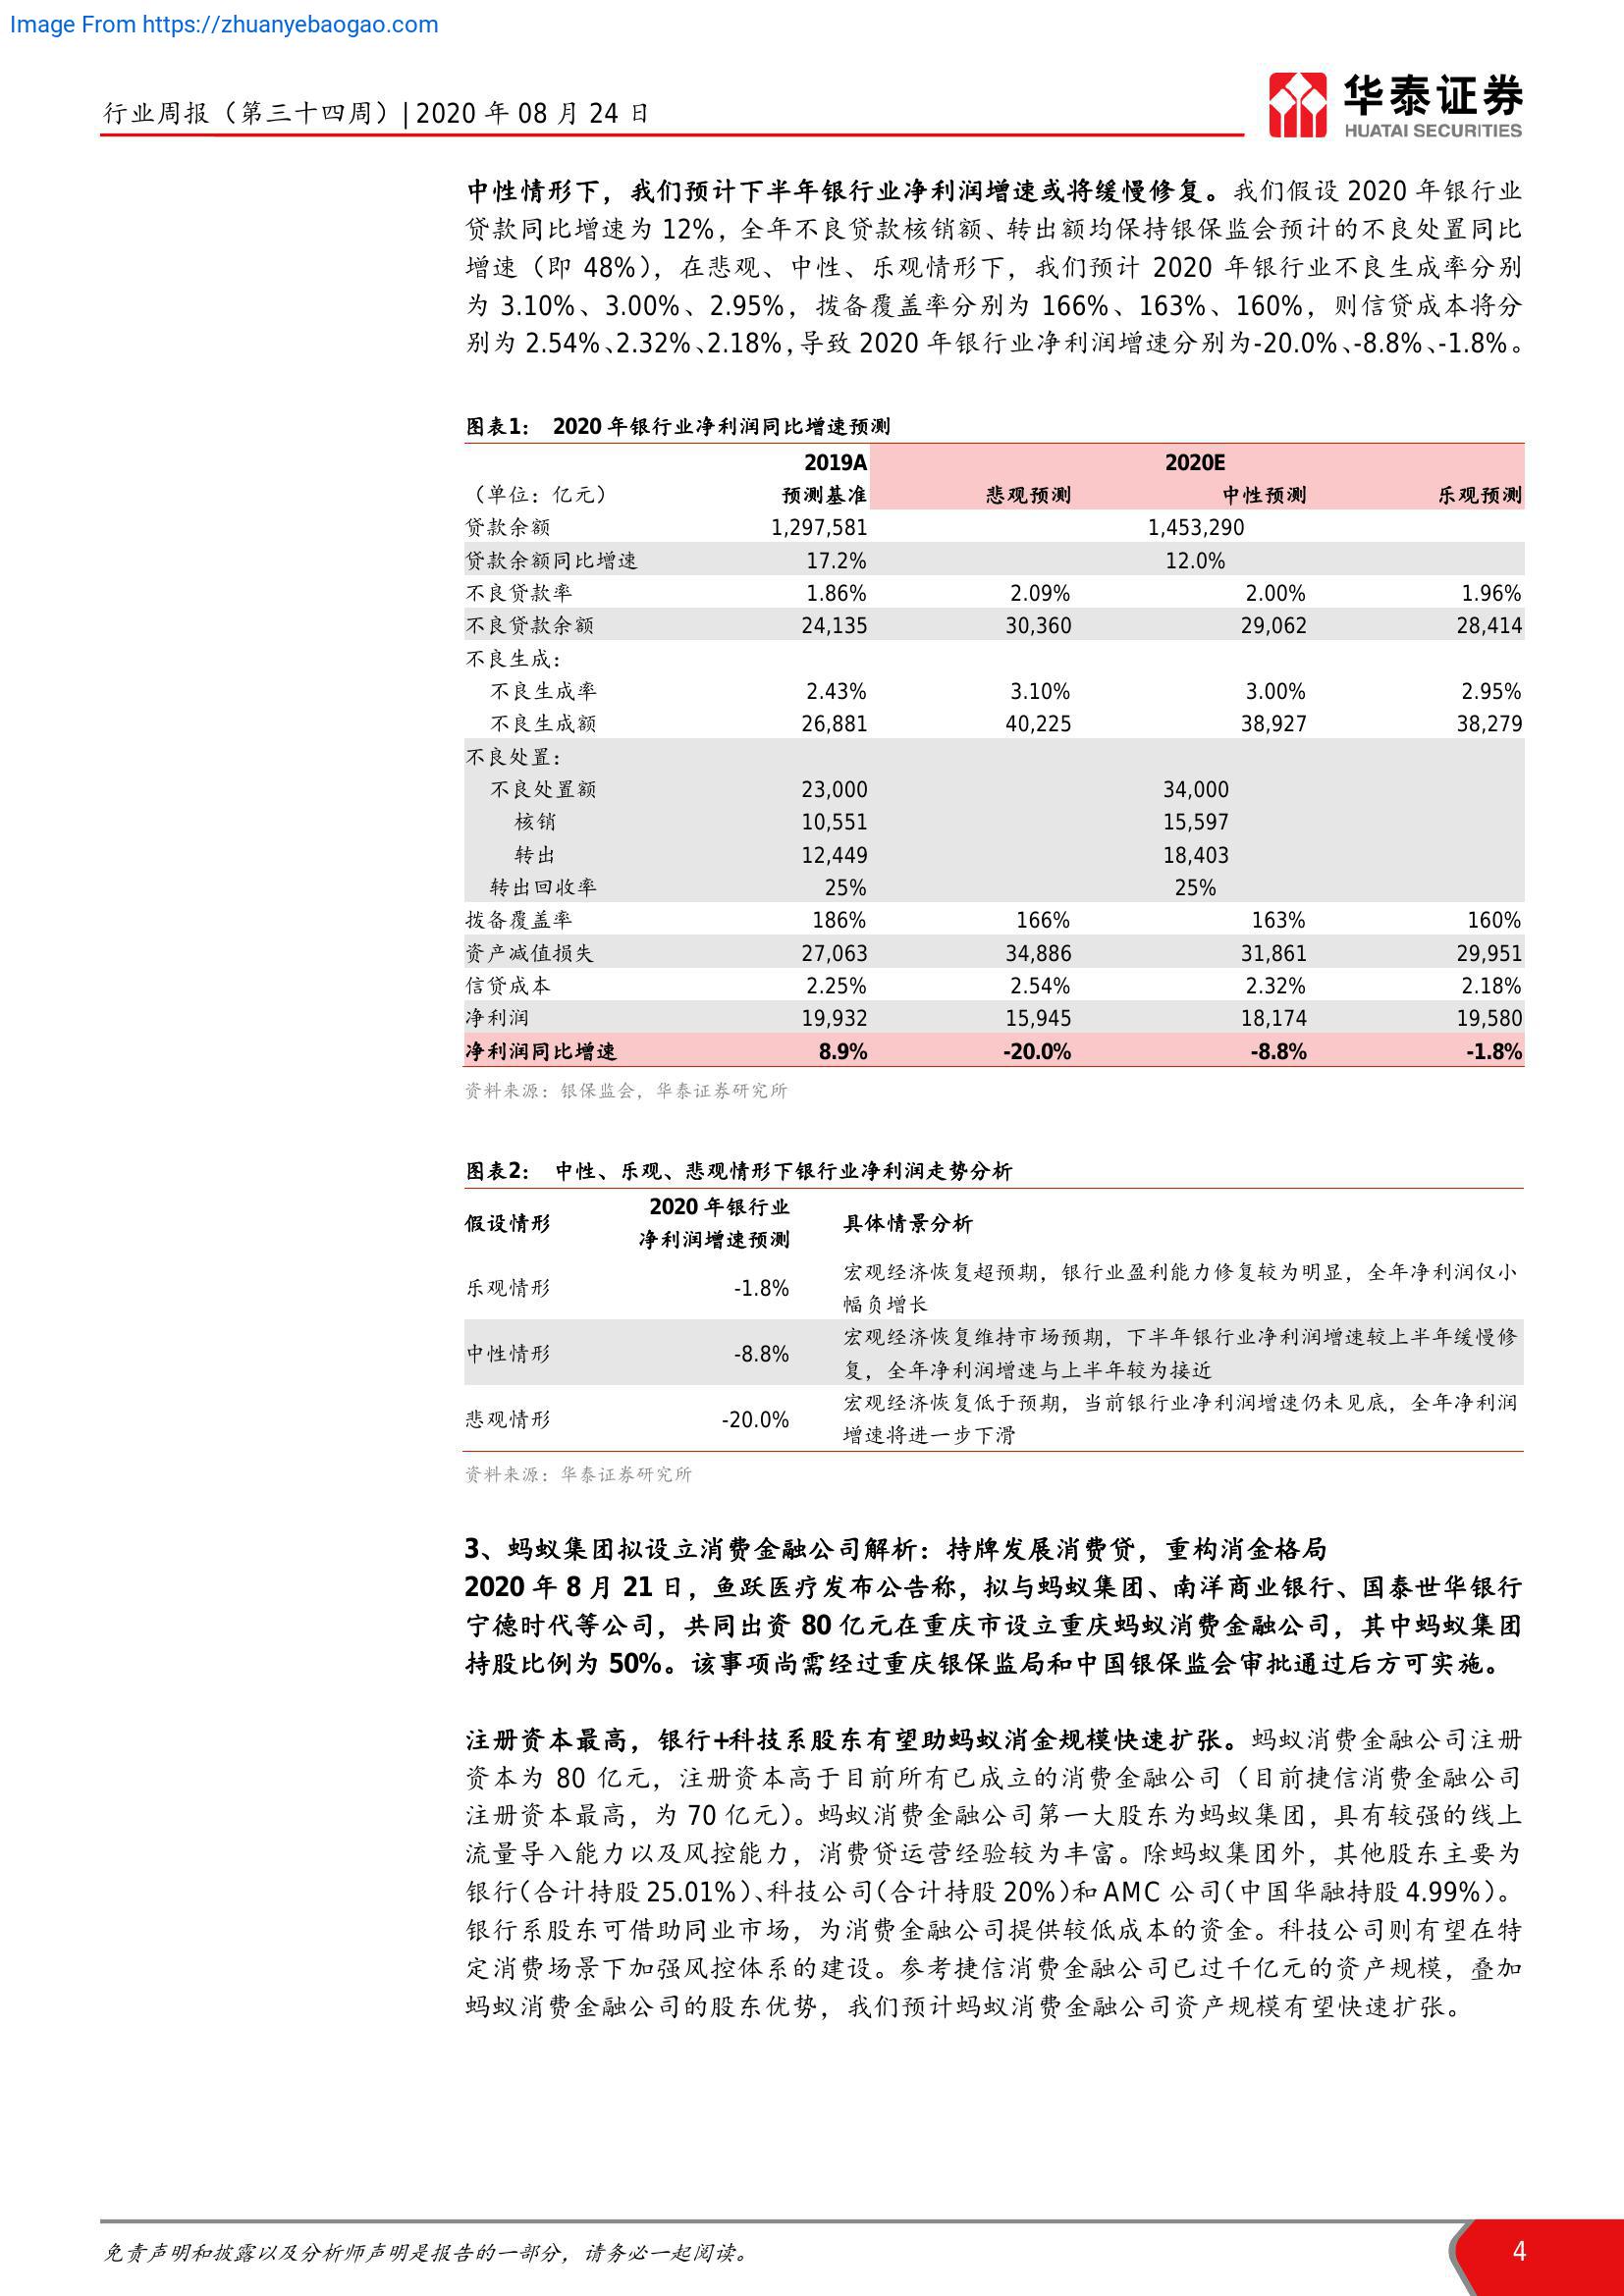 Image From https://zhuanyebaogao.com
行业周报（第三十四周）| 2020 年 08 月 24 日
华泰证券
HUATAI SECURITIES
中性情形下，我们预计下半年银行业净利润增速或将缓慢修复。我们假设 2020 年银行业
贷款同比增速为 12%，全年不良贷款核销额、转出额均保持银保监会预计的不良处置同比
增速（即 48%），在悲观、中性、乐观情形下，我们预计 2020 年银行业不良生成率分别
为 3.10%、3.00%、2.95%，拨备覆盖率分别为 166%、163%、160%，则信贷成本将分
别为 2.54%、2.32%、2.18%，导致 2020 年银行业净利润增速分别为-20.0%、-8.8%、-1.8%。
图表1： 2020 年银行业净利润同比增速预测
2019A 2020E
（单位：亿元） 预测基准 悲观预测 中性预测 乐观预测
贷款余额 1,297,581 1,453,290
贷款余额同比增速 17.2% 12.0%
不良贷款率 1.86% 2.09% 2.00% 1.96%
不良贷款余额 24,135 30,360 29,062 28,414
不良生成：
不良生成率 2.43% 3.10% 3.00% 2.95%
不良生成额 26,881 40,225 38,927 38,279
不良处置：
不良处置额 23,000 34,000
核销 10,551 15,597
转出 12,449 18,403
转出回收率 25% 25%
拨备覆盖率 186% 166% 163% 160%
资产减值损失 27,063 34,886 31,861 29,951
信贷成本 2.25% 2.54% 2.32% 2.18%
净利润 19,932 15,945 18,174 19,580
净利润同比增速 8.9% -20.0% -8.8% -1.8%
资料来源：银保监会，华泰证券研究所
图表2： 中性、乐观、悲观情形下银行业净利润走势分析
假设情形 2020 年银行业 具体情景分析
净利润增速预测
乐观情形 -1.8% 宏观经济恢复超预期，银行业盈利能力修复较为明显，全年净利润仅小
幅负增长
中性情形 -8.8% 宏观经济恢复维持市场预期，下半年银行业净利润增速较上半年缓慢修
复，全年净利润增速与上半年较为接近
悲观情形 -20.0% 宏观经济恢复低于预期，当前银行业净利润增速仍未见底，全年净利润
增速将进一步下滑
资料来源：华泰证券研究所
3、蚂蚁集团拟设立消费金融公司解析：持牌发展消费贷，重构消金格局
2020 年 8 月 21 日，鱼跃医疗发布公告称，拟与蚂蚁集团、南洋商业银行、国泰世华银行
宁德时代等公司，共同出资 80 亿元在重庆市设立重庆蚂蚁消费金融公司，其中蚂蚁集团
持股比例为 50%。该事项尚需经过重庆银保监局和中国银保监会审批通过后方可实施。
注册资本最高，银行+科技系股东有望助蚂蚁消金规模快速扩张。蚂蚁消费金融公司注册
资本为 80 亿元，注册资本高于目前所有已成立的消费金融公司（目前捷信消费金融公司
注册资本最高，为 70 亿元）。蚂蚁消费金融公司第一大股东为蚂蚁集团，具有较强的线上
流量导入能力以及风控能力，消费贷运营经验较为丰富。除蚂蚁集团外，其他股东主要为
银行（合计持股 25.01%）、科技公司（合计持股 20%）和 AMC 公司（中国华融持股 4.99%）。
银行系股东可借助同业市场，为消费金融公司提供较低成本的资金。科技公司则有望在特
定消费场景下加强风控体系的建设。参考捷信消费金融公司已过千亿元的资产规模，叠加
蚂蚁消费金融公司的股东优势，我们预计蚂蚁消费金融公司资产规模有望快速扩张。
免责声明和披露以及分析师声明是报告的一部分，请务必一起阅读。
4